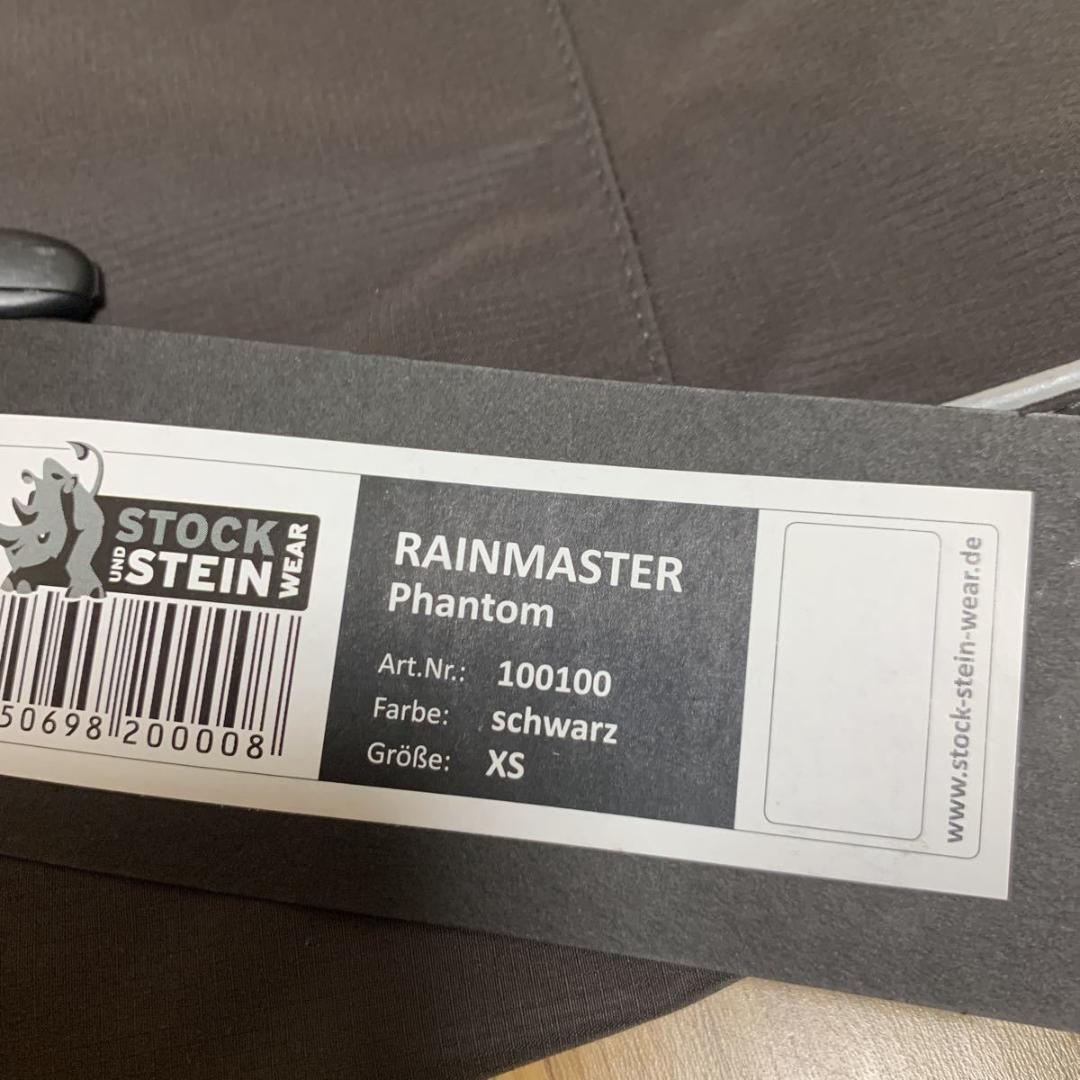 STOCK
UND STEIN
WEAR
50698 200008
RAINMASTER
Phantom
Art.Nr.: 100100
Farbe: schwarz
Größe: XS
www.stock-stein-wear.de